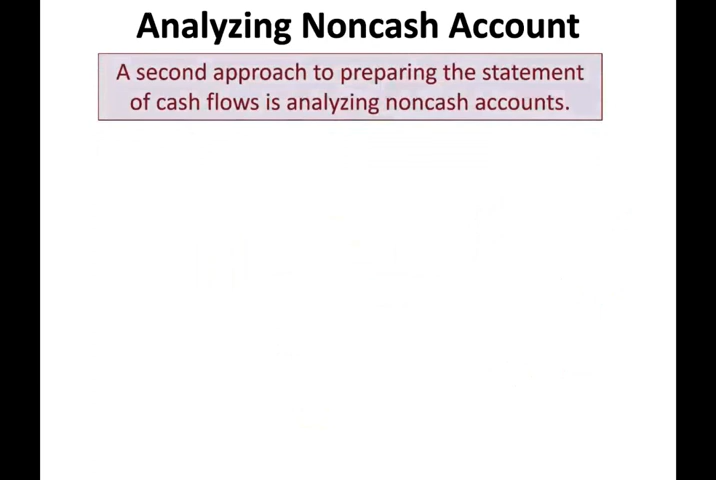 Analyzing Noncash Account
A second approach to preparing the statement
of cash flows is analyzing noncash accounts.